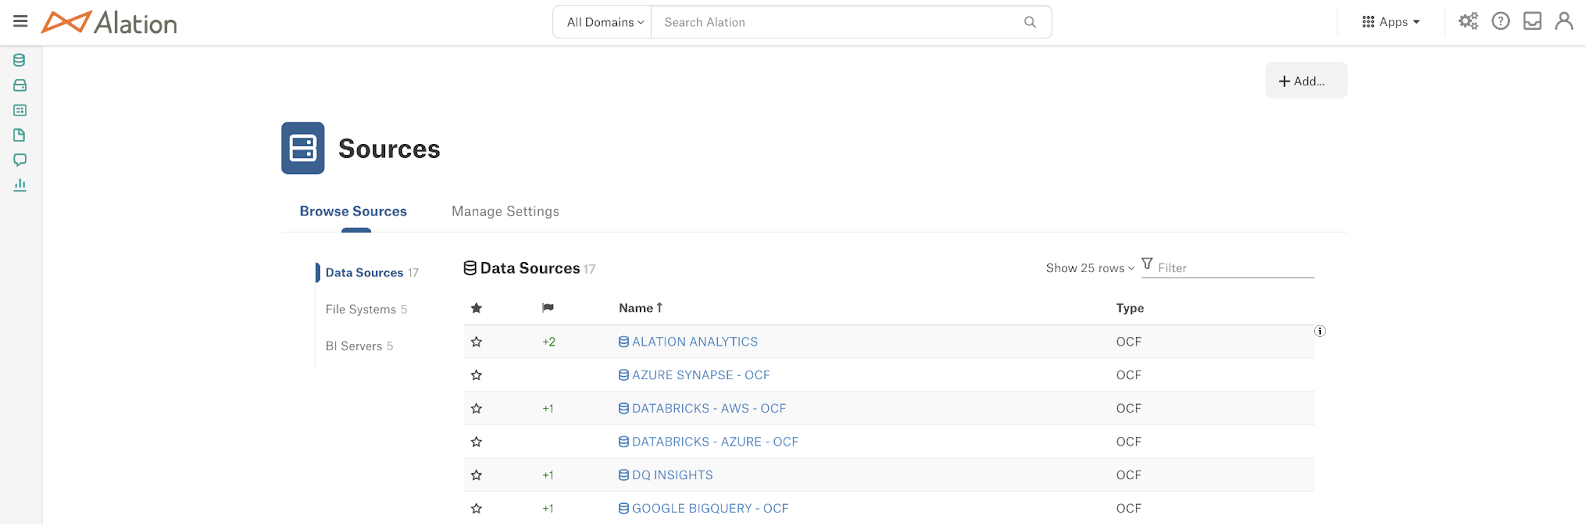 Alation
All Domains
Search Alation
Apps
Add...
Sources
Browse Sources
Manage Settings
Data Sources 17
File Systems 5
BI Servers 5
Data Sources 17
Show 25 rows
Filter
Name Type
+2 ALATION ANALYTICS OCF
AZURE SYNAPSE - OCF OCF
+1 DATABRICKS - AWS - OCF OCF
DATABRICKS - AZURE - OCF OCF
+1 DQ INSIGHTS OCF
+1 GOOGLE BIGQUERY - OCF OCF